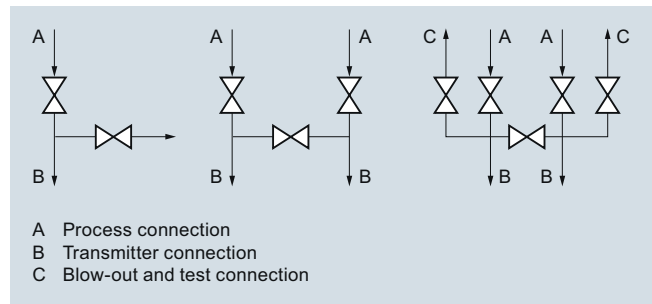 A A A C A A C
B B B B B
A Process connection
B Transmitter connection
C Blow-out and test connection